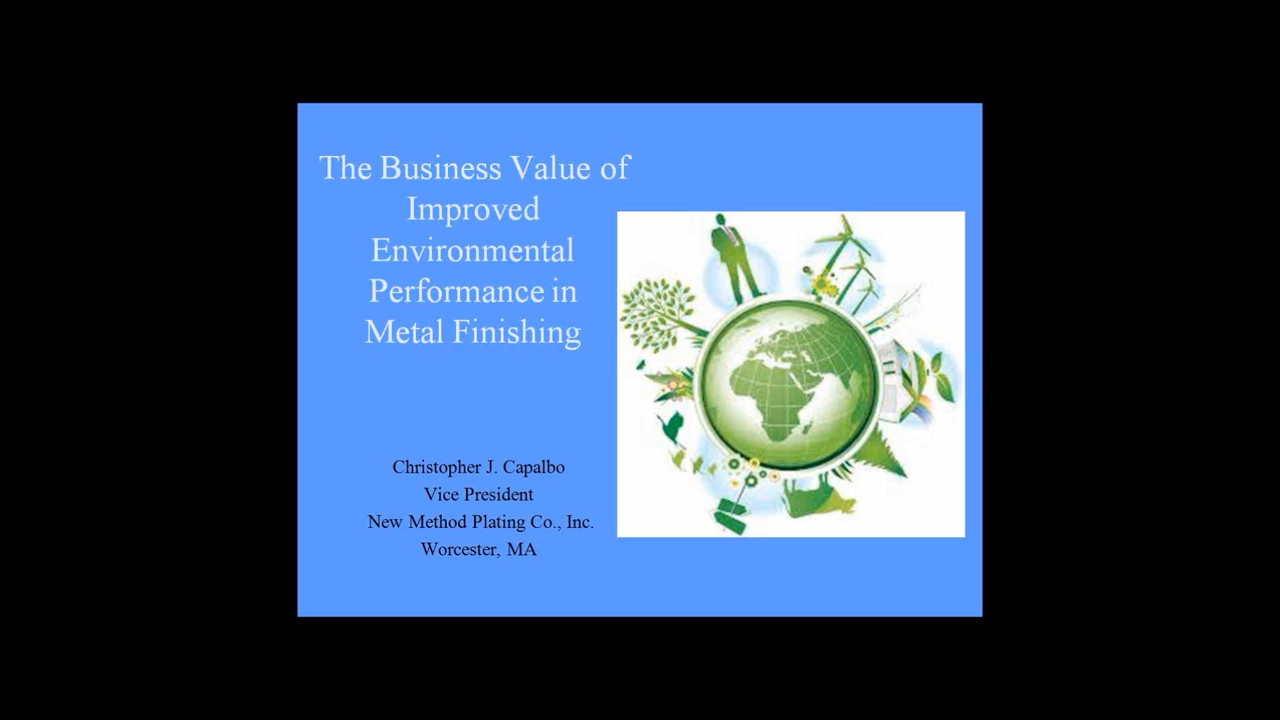 The Business Value of
Improved
Environmental
Performance in
Metal Finishing
Christopher J. Capalbo
Vice President
New Method Plating Co., Inc.
Worcester, MA